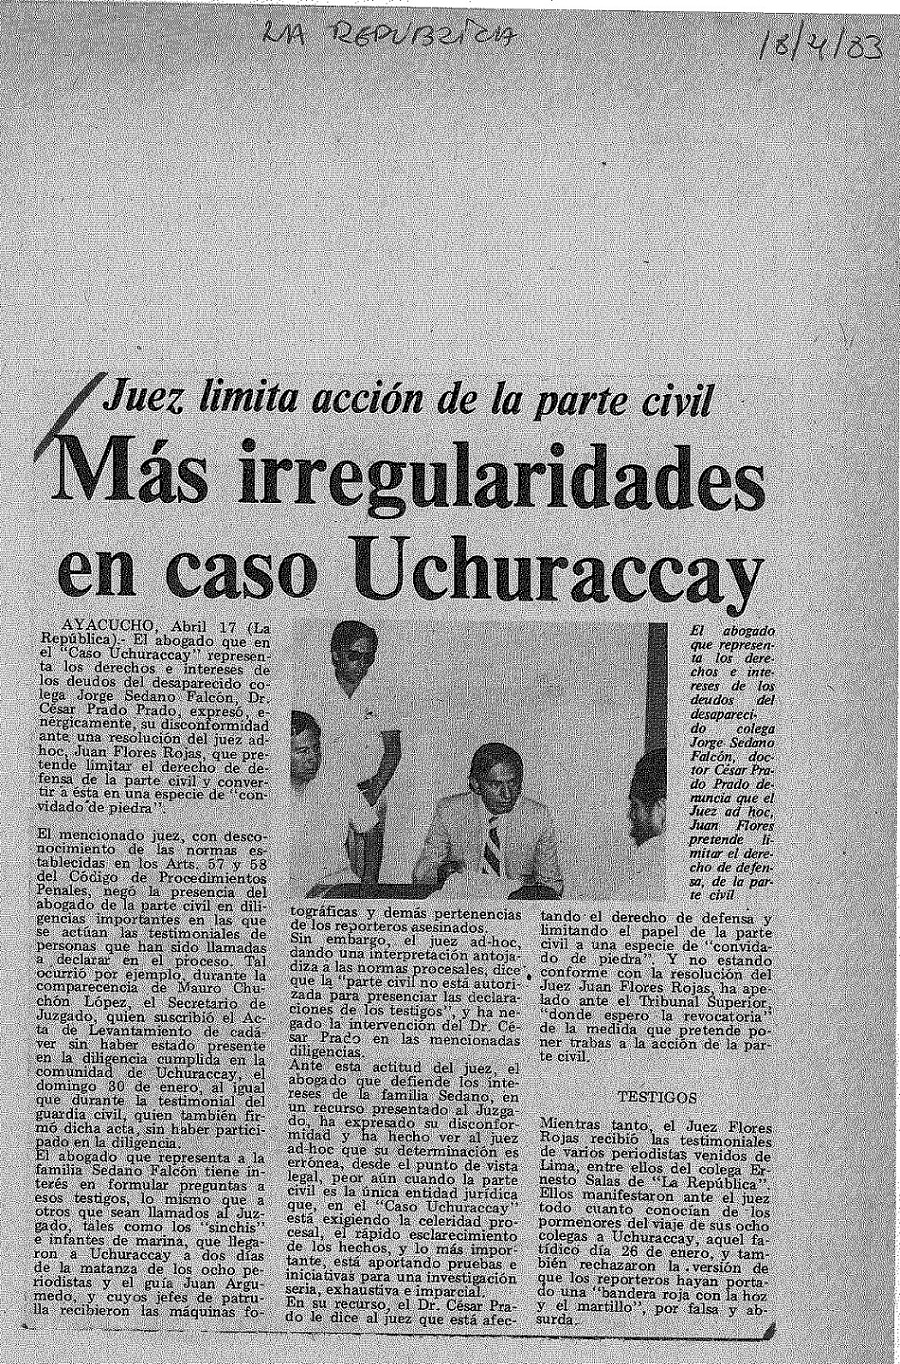 LA REPUBLICA
18/4/83
Juez limita acción de la parte civil
Más irregularidades
en caso Uchuraccay
AYACUCHO, Abril 17 (La
República).- El abogado que en
el "Caso Uchuraccay" represen-
ta los derechos e intereses de
los deudos del desaparecido co-
lega Jorge Sedano Falcón, Dr.
César Prado Prado, expresó, e-
nérgicamente, su disconformidad
ante una resolución del juez ad-
hoc, Juan Flores Rojas, que pre-
tende limitar el derecho de de-
fensa de la parte civil y conver-
tir a ésta en una especie de "con-
vidado de piedra".
El mencionado juez, con desco-
nocimiento de las normas es-
tablecidas en los Arts. 57 y 58
del Código de Procedimientos
Penales, negó la presencia del
abogado de la parte civil en dili-
gencias importantes en las que
se actúan las testimoniales de
personas que han sido llamadas
a declarar en el proceso. Tal
ocurrió por ejemplo, durante la
comparecencia de Mauro Chu-
chón López, el Secretario de
Juzgado, quien suscribió el Ac-
ta de Levantamiento de cadá-
ver sin haber estado presente
en la diligencia cumplida en la
comunidad de Uchuraccay, el
domingo 30 de enero, al igual
que durante la testimonial del
guardia civil, quien también fir-
mó dicha acta, sin haber partici-
pado en la diligencia.
El abogado que representa a la
familia Sedano Falcón tiene in-
terés en formular preguntas a
esos testigos, lo mismo que a
otros que sean llamados al Juz-
gado, tales como los "sinchis"
e infantes de marina, que llega-
ron a Uchuraccay a dos días
de la matanza de los ocho pe-
riodistas y el guía Juan Argu-
medo, y cuyos jefes de patru-
lla recibieron las máquinas fo-
tográficas y demás pertenencias
de los reporteros asesinados.
Sin embargo, el juez ad-hoc,
dando una interpretación antoja-
diza a las normas procesales, dice
que la "parte civil no está autori-
zada para presenciar las declara-
ciones de los testigos", y ha ne-
gado la intervención del Dr. Cé-
sar Prado en las mencionadas
diligencias.
Ante esta actitud del juez, el
abogado que defiende los inte-
reses de la familia Sedano, en
un recurso presentado al Juzga-
do, ha expresado su disconfor-
midad y ha hecho ver al juez
ad-hoc que su determinación es
errónea, desde el punto de vista
legal, peor aún cuando la parte
civil es la única entidad jurídica
que, en el "Caso Uchuraccay"
está exigiendo la celeridad pro-
cesal, el rápido esclarecimiento
de los hechos, y lo más impor-
tante, está aportando pruebas e
iniciativas para una investigación
seria, exhaustiva e imparcial.
En su recurso, el Dr. César Pra-
do le dice al juez que está afec-
El abogado
que represen-
ta los dere-
chos e inte-
reses de los
deudos del
desapareci-
do colega
Jorge Sedano
Falcón, doc-
tor César Pra-
do Prado de-
nuncia que el
Juez ad hoc,
Juan Flores
pretende li-
mitar el dere-
cho de defen-
sa, de la par-
te civil
tando el derecho de defensa y
limitando el papel de la parte
civil a una especie de "convida-
do de piedra". Y no estando
conforme con la resolución del
Juez Juan Flores Rojas, ha ape-
lado ante el Tribunal Superior,
"donde espero la revocatoria"
de la medida que pretende po-
ner trabas a la acción de la par-
te civil.
TESTIGOS
Mientras tanto, el Juez Flores
Rojas recibió las testimoniales
de varios periodistas venidos de
Lima, entre ellos del colega Er-
nesto Salas de "La República".
Ellos manifestaron ante el juez
todo cuanto conocían de los
pormenores del viaje de sus ocho
colegas a Uchuraccay, aquel fa-
tídico día 26 de enero, y tam-
bién rechazaron la versión de
que los reporteros hayan porta-
do una "bandera roja con la hoz
y el martillo", por falsa y ab-
surda.